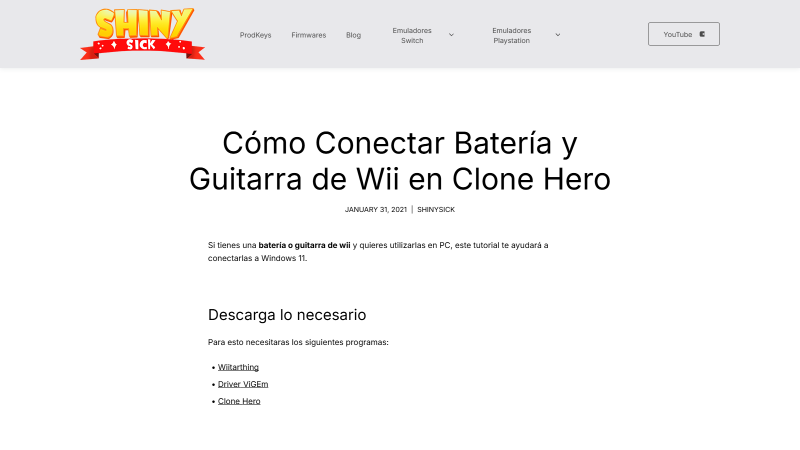 SHINY
SICK
ProdKeys
Firmwares
Blog
Emuladores
Switch
Emuladores
Playstation
YouTube
Cómo Conectar Batería y
Guitarra de Wii en Clone Hero
JANUARY 31, 2021 | SHINYSICK
Si tienes una batería o guitarra de wii y quieres utilizarlas en PC, este tutorial te ayudará a
conectarlas a Windows 11.
Descarga lo necesario
Para esto necesitaras los siguientes programas:
• Wiitarthing
• Driver ViGEm
• Clone Hero